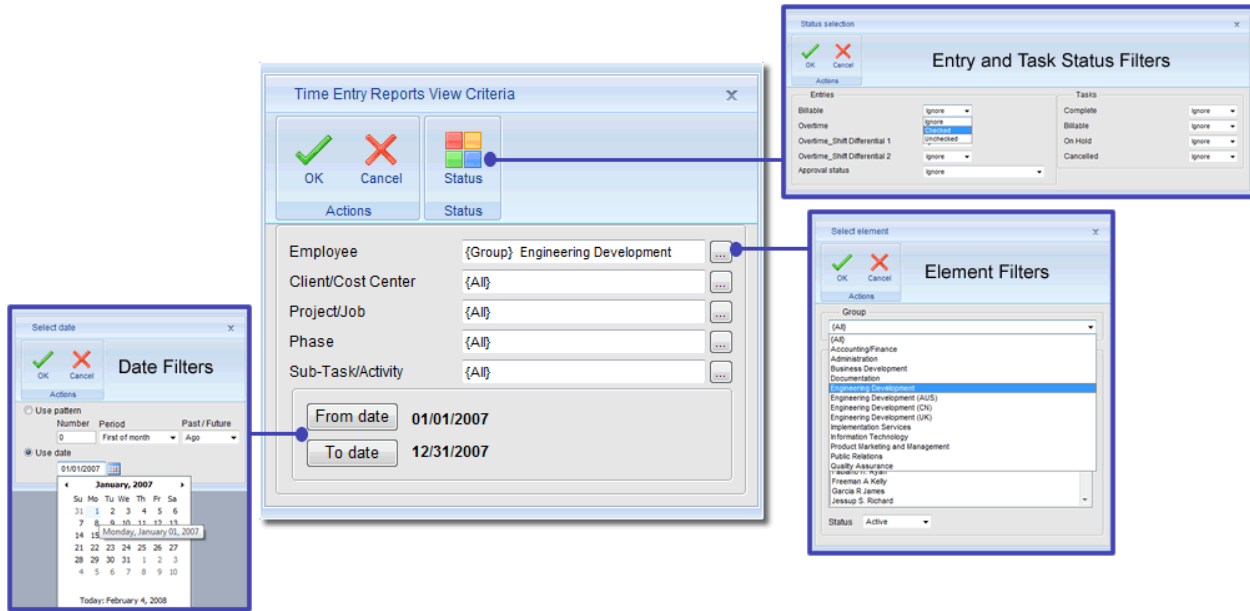 Time Entry Reports View Criteria x
OK Cancel Status
Actions Status
Employee {Group} Engineering Development ...
Client/Cost Center {All} ...
Project/Job {All} ...
Phase {All} ...
Sub-Task/Activity {All} ...
From date 01/01/2007
To date 12/31/2007
Status selection x
OK Cancel
Actions
Entry and Task Status Filters
Entries Tasks
Billable Ignore Complete Ignore
Ignore
Checked
Unchecked
Overtime Billable Ignore
Overtime_Shift Differential 1 On Hold Ignore
Overtime_Shift Differential 2 Ignore Cancelled Ignore
Approval status Ignore
Select element x
OK Cancel
Actions
Element Filters
Group
{All}
{All}
Accounting/Finance
Administration
Business Development
Documentation
Engineering Development
Engineering Development (AUS)
Engineering Development (CN)
Engineering Development (UK)
Implementation Services
Information Technology
Product Marketing and Management
Public Relations
Quality Assurance
Freeman A Kelly
Garcia R James
Jessup S. Richard
Status Active
Select date x
OK Cancel
Actions
Date Filters
Use pattern
Number Period Past/Future
0 First of month Ago
Use date
01/01/2007
January, 2007
Su Mo Tu We Th Fr Sa
31 1 2 3 4 5 6
7 8 9 10 11 12 13
14 15
Monday, January 01, 2007
21 22 23 24 25 26 27
28 29 30 31 1 2 3
4 5 6 7 8 9 10
Today: February 4, 2008